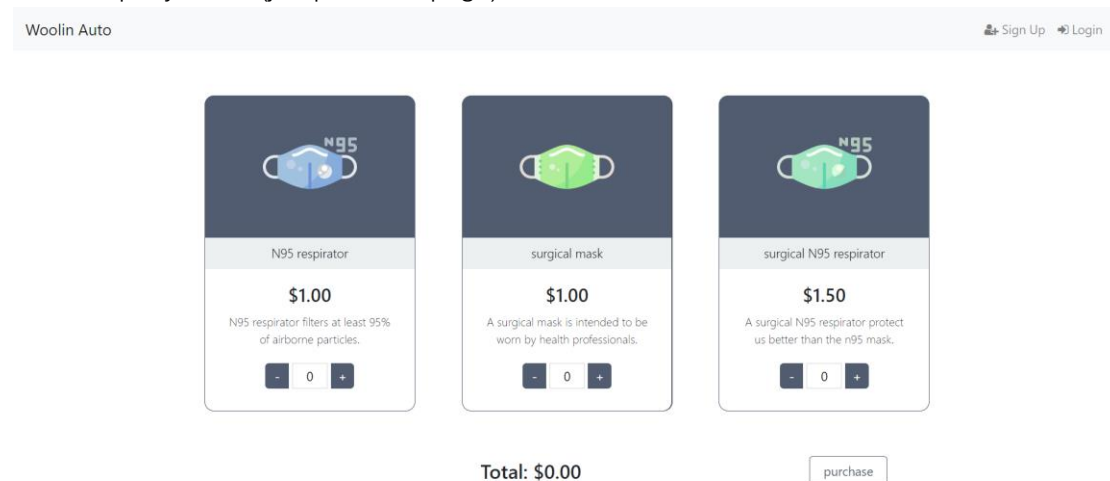 Woolin Auto
Sign Up Login
N95
N95
N95 respirator
surgical mask
surgical N95 respirator
$1.00
$1.00
$1.50
N95 respirator filters at least 95%
of airborne particles.
A surgical mask is intended to be
worn by health professionals.
A surgical N95 respirator protect
us better than the n95 mask.
- 0 +
- 0 +
- 0 +
Total: $0.00
purchase